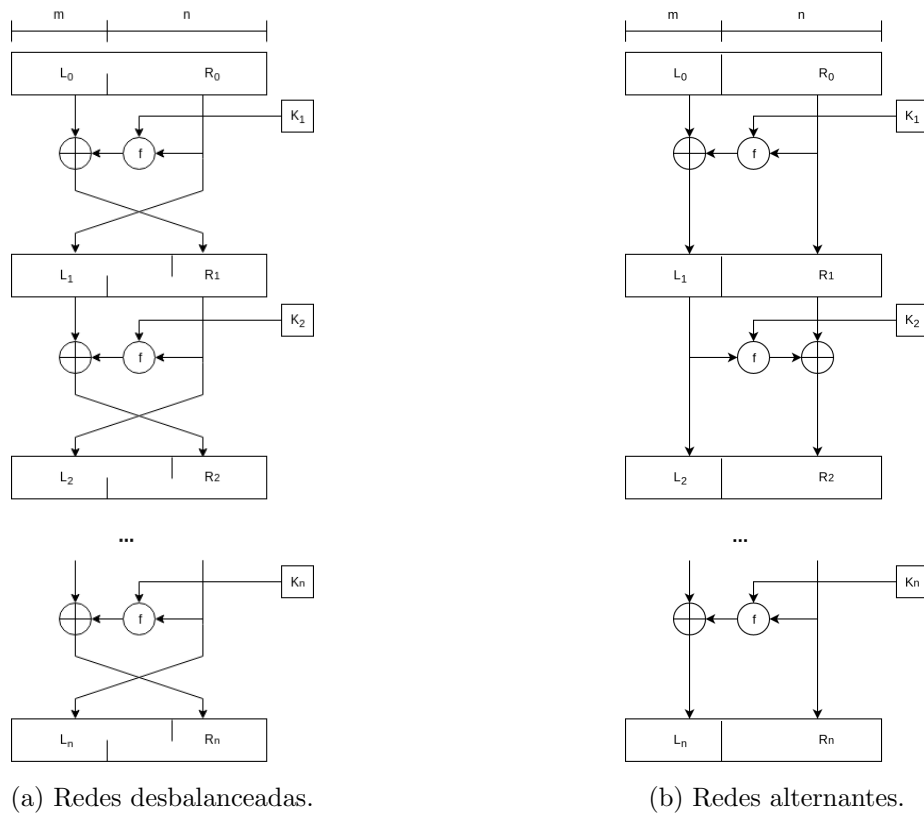 m n
L0 R0
K1
f
L1 R1
K2
f
L2 R2
...
Kn
f
Ln Rn
(a) Redes desbalanceadas.
m n
L0 R0
K1
f
L1 R1
K2
f
L2 R2
...
Kn
f
Ln Rn
(b) Redes alternantes.